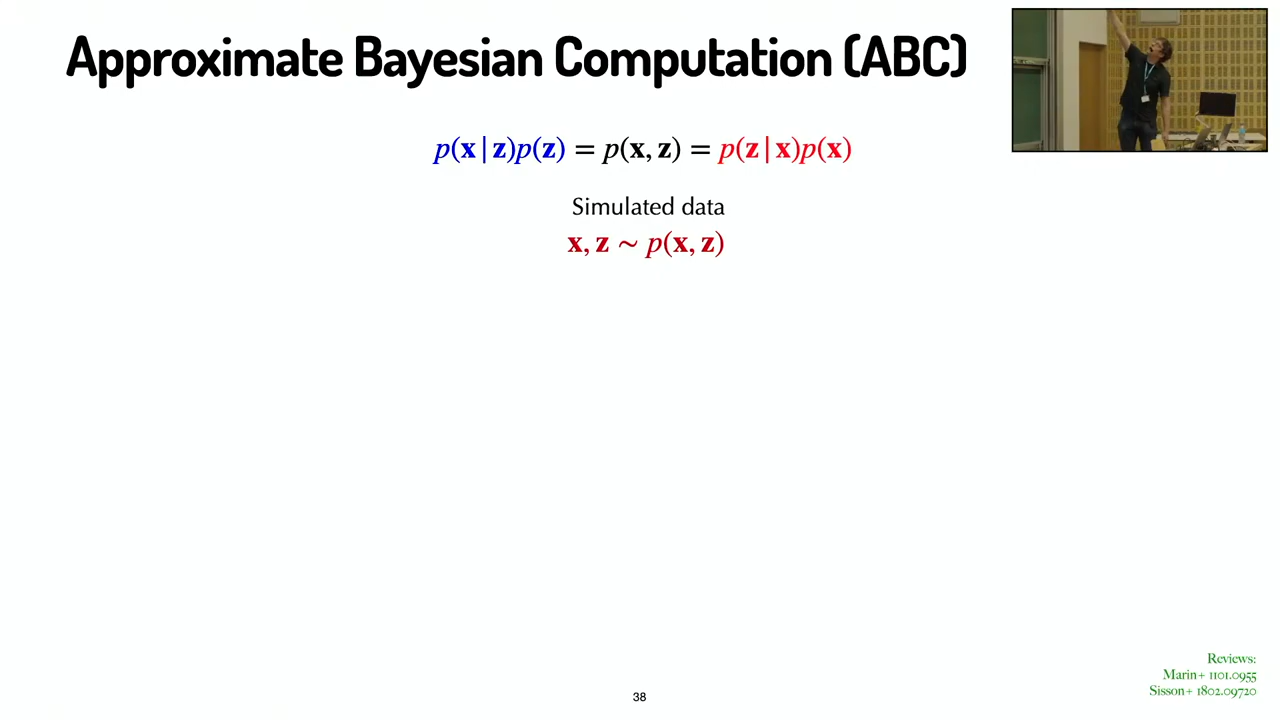 Approximate Bayesian Computation (ABC)
p(x|z)p(z) = p(x, z) = p(z|x)p(x)
Simulated data
x, z ∼ p(x, z)
Reviews:
Marin+ 1101.0955
Sisson+ 1802.09720
38